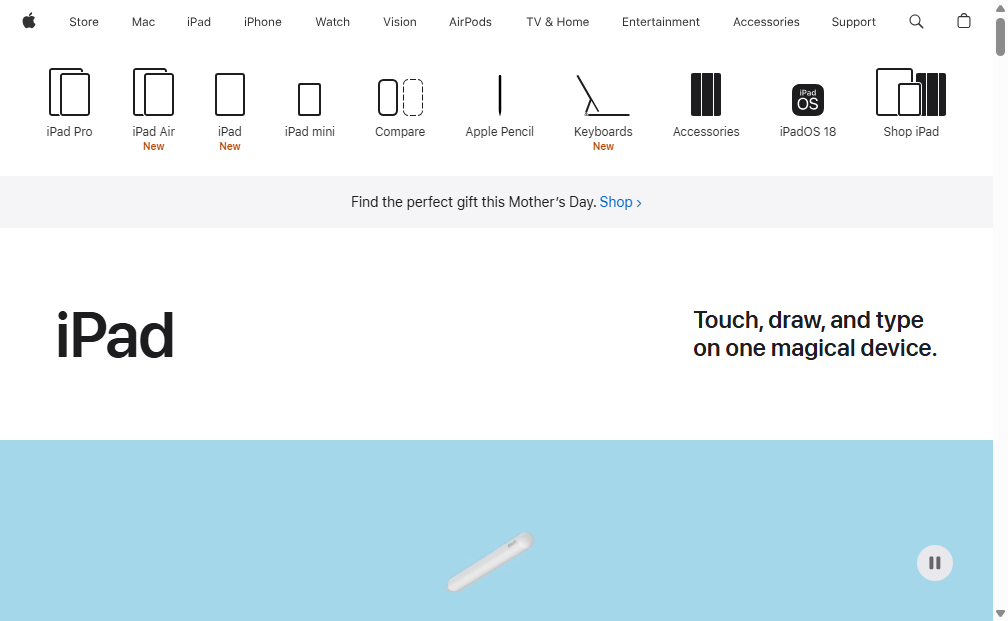 Store Mac iPad iPhone Watch Vision AirPods TV & Home Entertainment Accessories Support
iPad Pro iPad Air iPad iPad mini Compare Apple Pencil Keyboards Accessories iPadOS 18 Shop iPad
New New New
iPad
OS
Find the perfect gift this Mother's Day. Shop >
iPad
Touch, draw, and type
on one magical device.